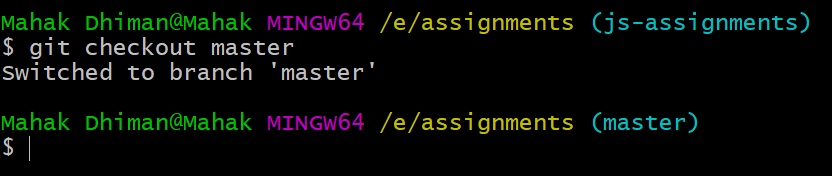 Mahak Dhiman@Mahak MINGW64 /e/assignments (js-assignments)
$ git checkout master
Switched to branch 'master'
Mahak Dhiman@Mahak MINGW64 /e/assignments (master)
$